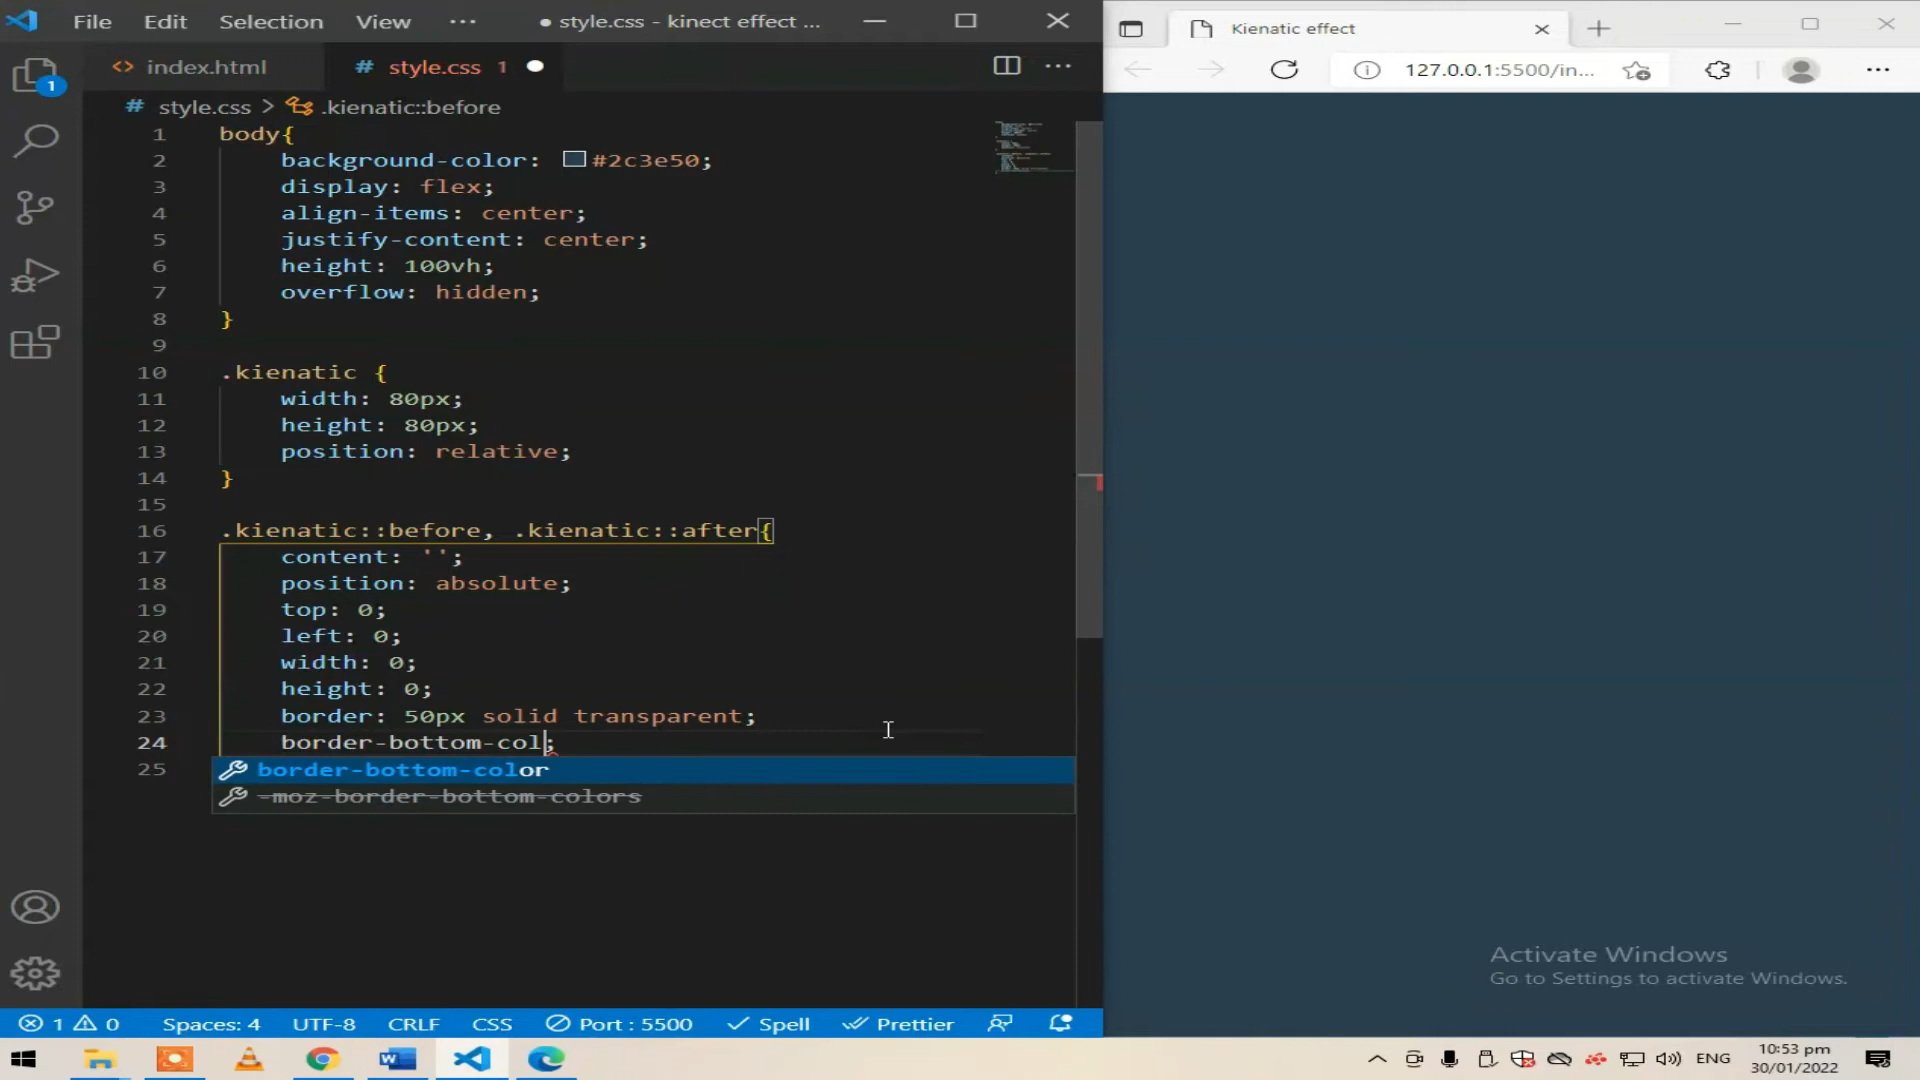 File Edit Selection View ··· ● style.css - kinect effect ...
Kienatic effect
<> index.html # style.css 1
127.0.0.1:5500/in...
# style.css > .kienatic::before
1 body{
2 background-color: #2c3e50;
3 display: flex;
4 align-items: center;
5 justify-content: center;
6 height: 100vh;
7 overflow: hidden;
8 }
9
10 .kienatic {
11 width: 80px;
12 height: 80px;
13 position: relative;
14 }
15
16 .kienatic::before, .kienatic::after{
17 content: '';
18 position: absolute;
19 top: 0;
20 left: 0;
21 width: 0;
22 height: 0;
23 border: 50px solid transparent;
24 border-bottom-col;
25
border-bottom-color
-moz-border-bottom-colors
1
Activate Windows
Go to Settings to activate Windows.
1 0 Spaces: 4 UTF-8 CRLF CSS Port : 5500 Spell Prettier
ENG
10:53 pm
30/01/2022